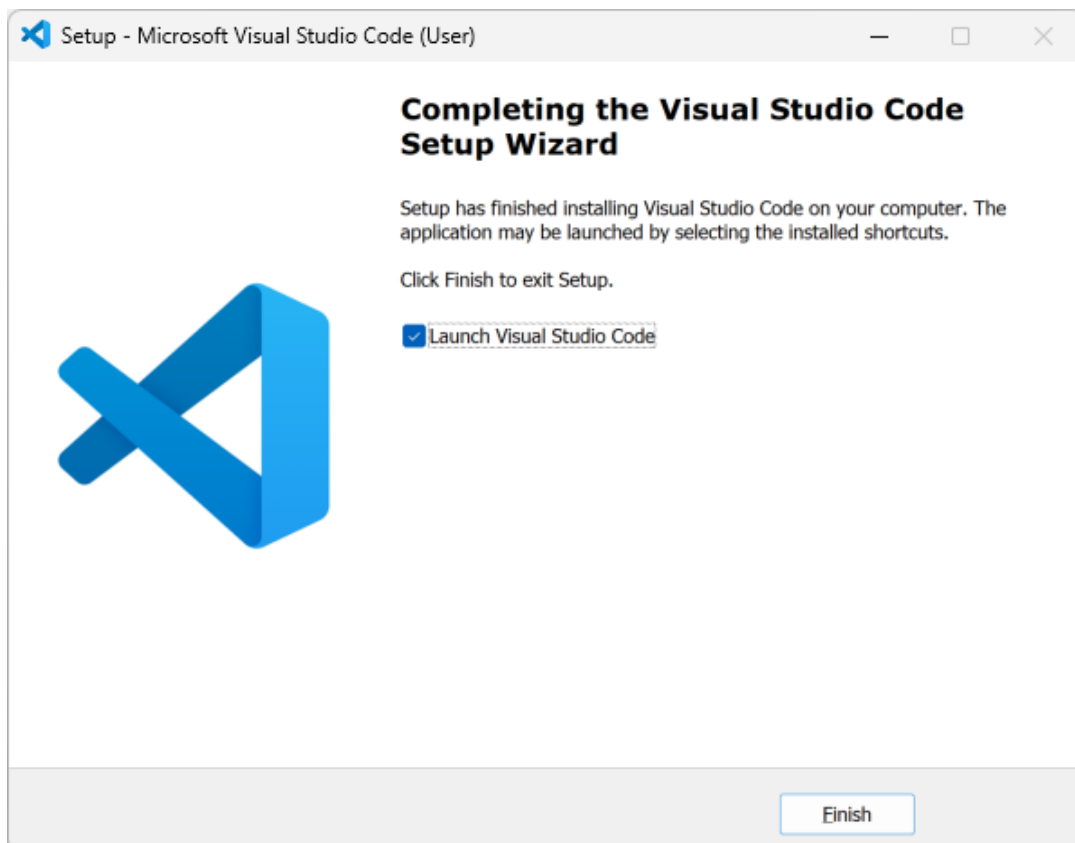 Setup - Microsoft Visual Studio Code (User)
Completing the Visual Studio Code
Setup Wizard
Setup has finished installing Visual Studio Code on your computer. The
application may be launched by selecting the installed shortcuts.
Click Finish to exit Setup.
Launch Visual Studio Code
Finish